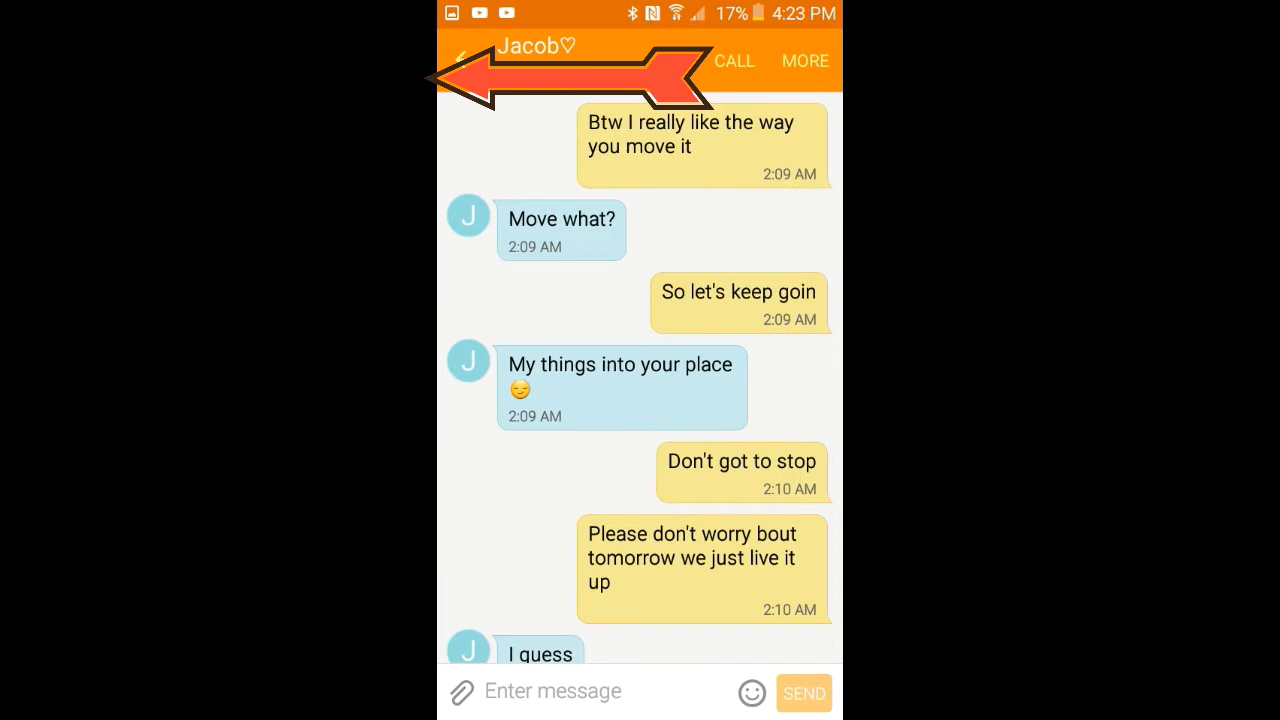 17% 4:23 PM
Jacob♡
CALL MORE
Btw I really like the way
you move it
2:09 AM
J
Move what?
2:09 AM
So let's keep goin
2:09 AM
J
My things into your place
😏
2:09 AM
Don't got to stop
2:10 AM
Please don't worry bout
tomorrow we just live it
up
2:10 AM
J
I guess
Enter message
SEND